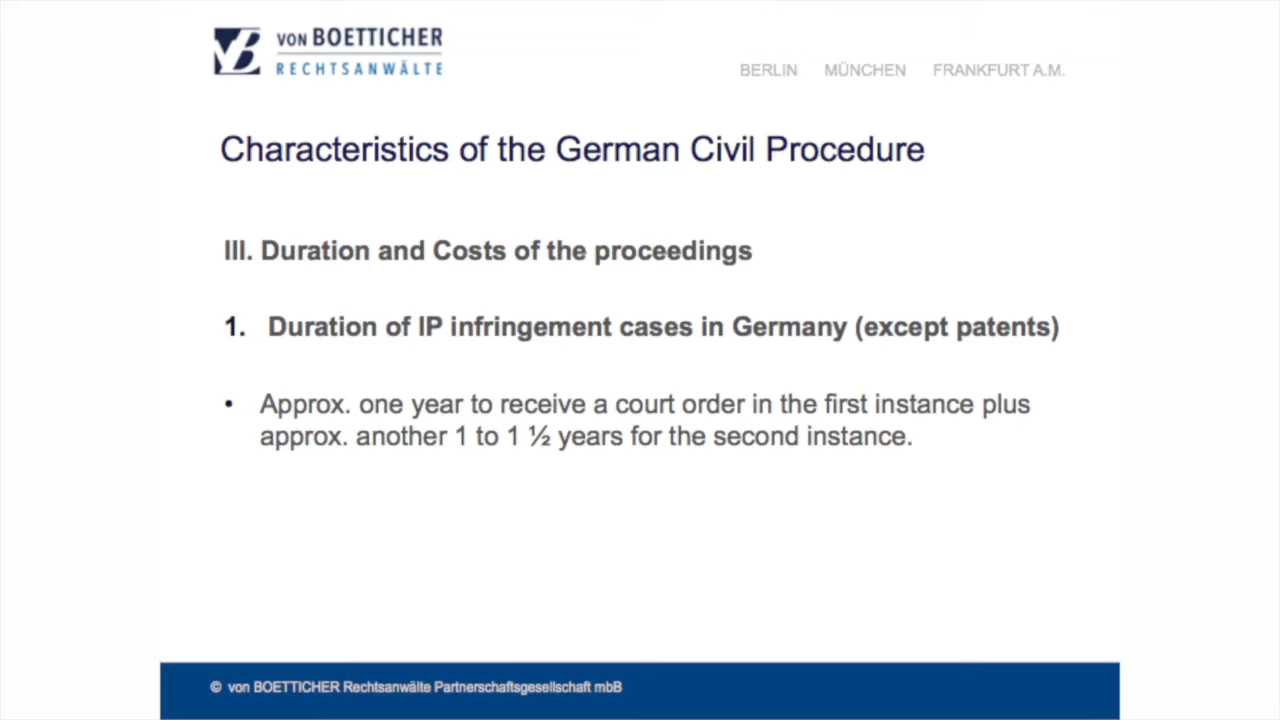 VON BOETTICHER
RECHTSANWÄLTE
BERLIN MÜNCHEN FRANKFURT A.M.
Characteristics of the German Civil Procedure
III. Duration and Costs of the proceedings
1. Duration of IP infringement cases in Germany (except patents)
• Approx. one year to receive a court order in the first instance plus
approx. another 1 to 1 ½ years for the second instance.
© von BOETTICHER Rechtsanwälte Partnerschaftsgesellschaft mbB